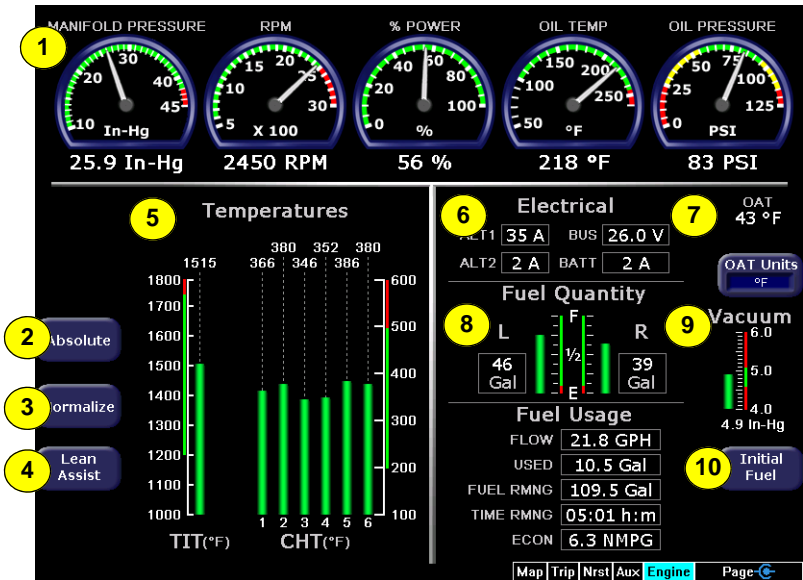 MANIFOLD PRESSURE RPM % POWER OIL TEMP OIL PRESSURE
1
10 20 30 40 45 In-Hg
5 10 15 20 25 30 X 100
0 20 40 60 80 100 %
50 100 150 200 250 °F
0 25 50 75 100 125 PSI
25.9 In-Hg 2450 RPM 56 % 218 °F 83 PSI
5 Temperatures
1515 366 380 346 352 386 380
1800 1700 1600 1500 1400 1300 1200 1100 1000
600 500 400 300 200 100
1 2 3 4 5 6
TIT(°F) CHT(°F)
2 Absolute
3 ormalize
4 Lean
Assist
6 Electrical
ALT1 35 A BUS 26.0 V
ALT2 2 A BATT 2 A
7 OAT
43 °F
OAT Units
°F
Fuel Quantity
8 L F R
46 Gal ½ 39 Gal
E
9 Vacuum
6.0
5.0
4.0
4.9 In-Hg
Fuel Usage
FLOW 21.8 GPH
USED 10.5 Gal
FUEL RMNG 109.5 Gal
TIME RMNG 05:01 h:m
ECON 6.3 NMPG
10 Initial
Fuel
Map Trip Nrst Aux Engine Page